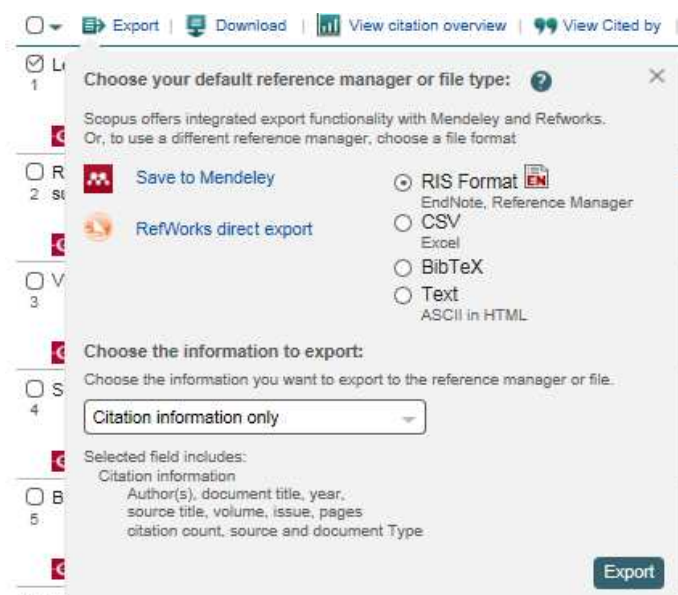 Export | Download | View citation overview | View Cited by |
1
Choose your default reference manager or file type: ?
Scopus offers integrated export functionality with Mendeley and Refworks.
Or, to use a different reference manager, choose a file format
2
Save to Mendeley
RefWorks direct export
RIS Format EN
EndNote, Reference Manager
CSV
Excel
BibTeX
Text
ASCII in HTML
3
Choose the information to export:
Choose the information you want to export to the reference manager or file.
4
Citation information only
Selected field includes:
Citation information
Author(s), document title, year,
source title, volume, issue, pages
citation count, source and document Type
5
Export